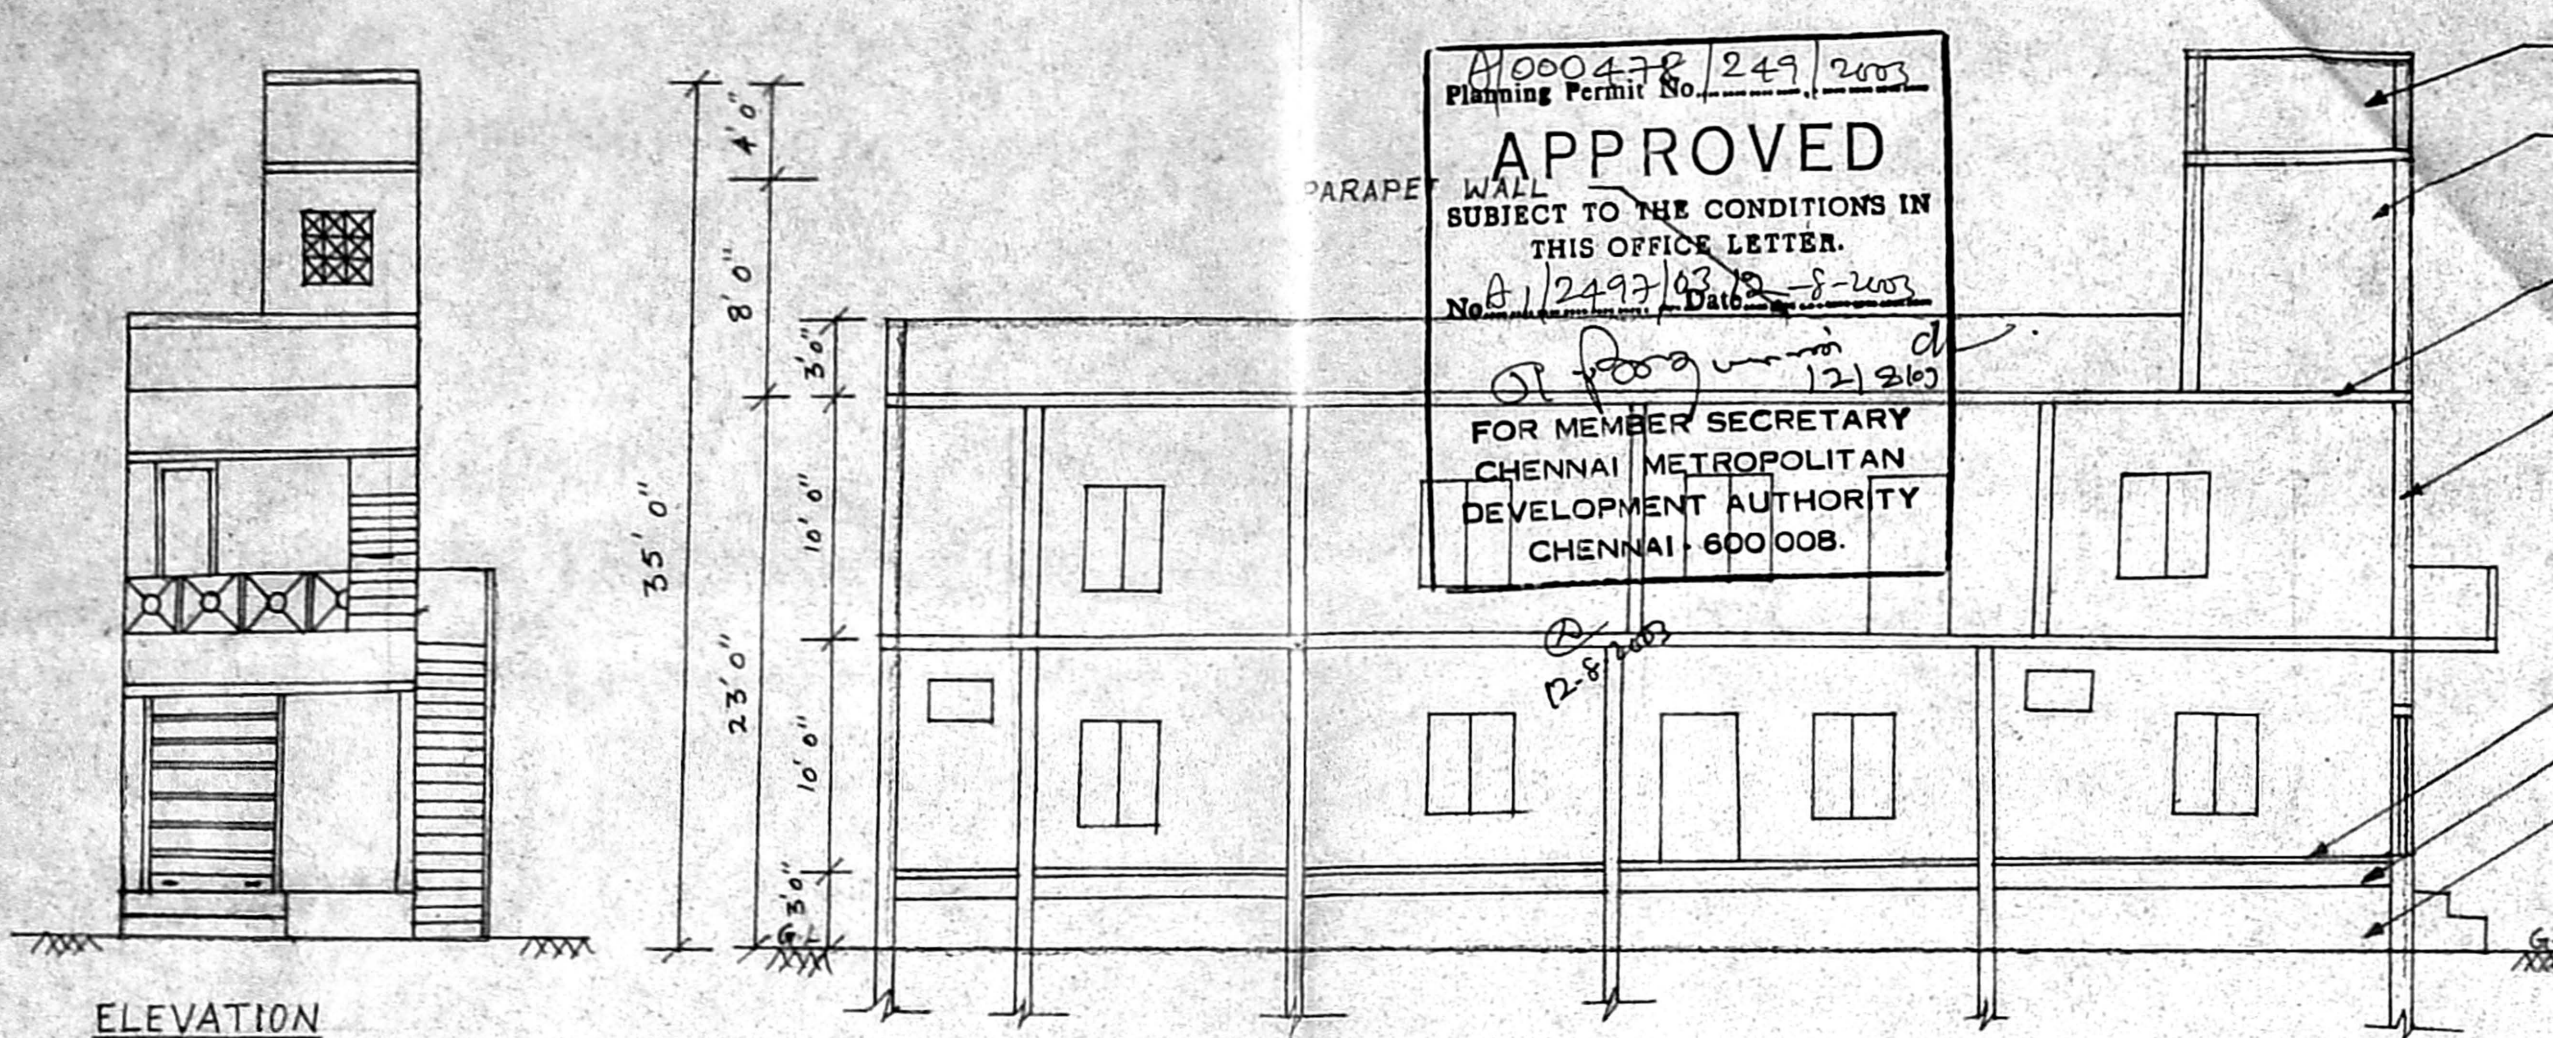 A/000478/249/2003
Planning Permit No.
APPROVED
PARAPET WALL
SUBJECT TO THE CONDITIONS IN
THIS OFFICE LETTER.
No. A1/2497/03 Date 12-8-2003
12/8/03
FOR MEMBER SECRETARY
CHENNAI METROPOLITAN
DEVELOPMENT AUTHORITY
CHENNAI - 600 008.
12-8-2003
4' 0"
8' 0"
3' 0"
35' 0"
10' 0"
23' 0"
10' 0"
3' 0"
G L
G
ELEVATION